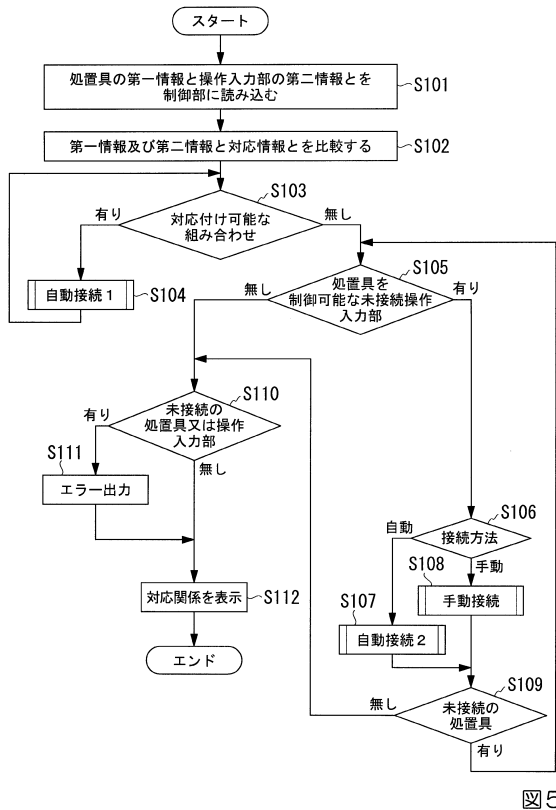 スタート
処置具の第一情報と操作入力部の第二情報とを
制御部に読み込む
S101
第一情報及び第二情報と対応情報とを比較する
S102
S103
有り
対応付け可能な
組み合わせ
無し
自動接続1
S104
S105
無し
処置具を
制御可能な未接続操作
入力部
有り
S110
有り
未接続の
処置具又は操作
入力部
無し
S111
エラー出力
S106
自動
接続方法
手動
S108
手動接続
S107
自動接続2
対応関係を表示
S112
エンド
S109
無し
未接続の
処置具
有り
図5